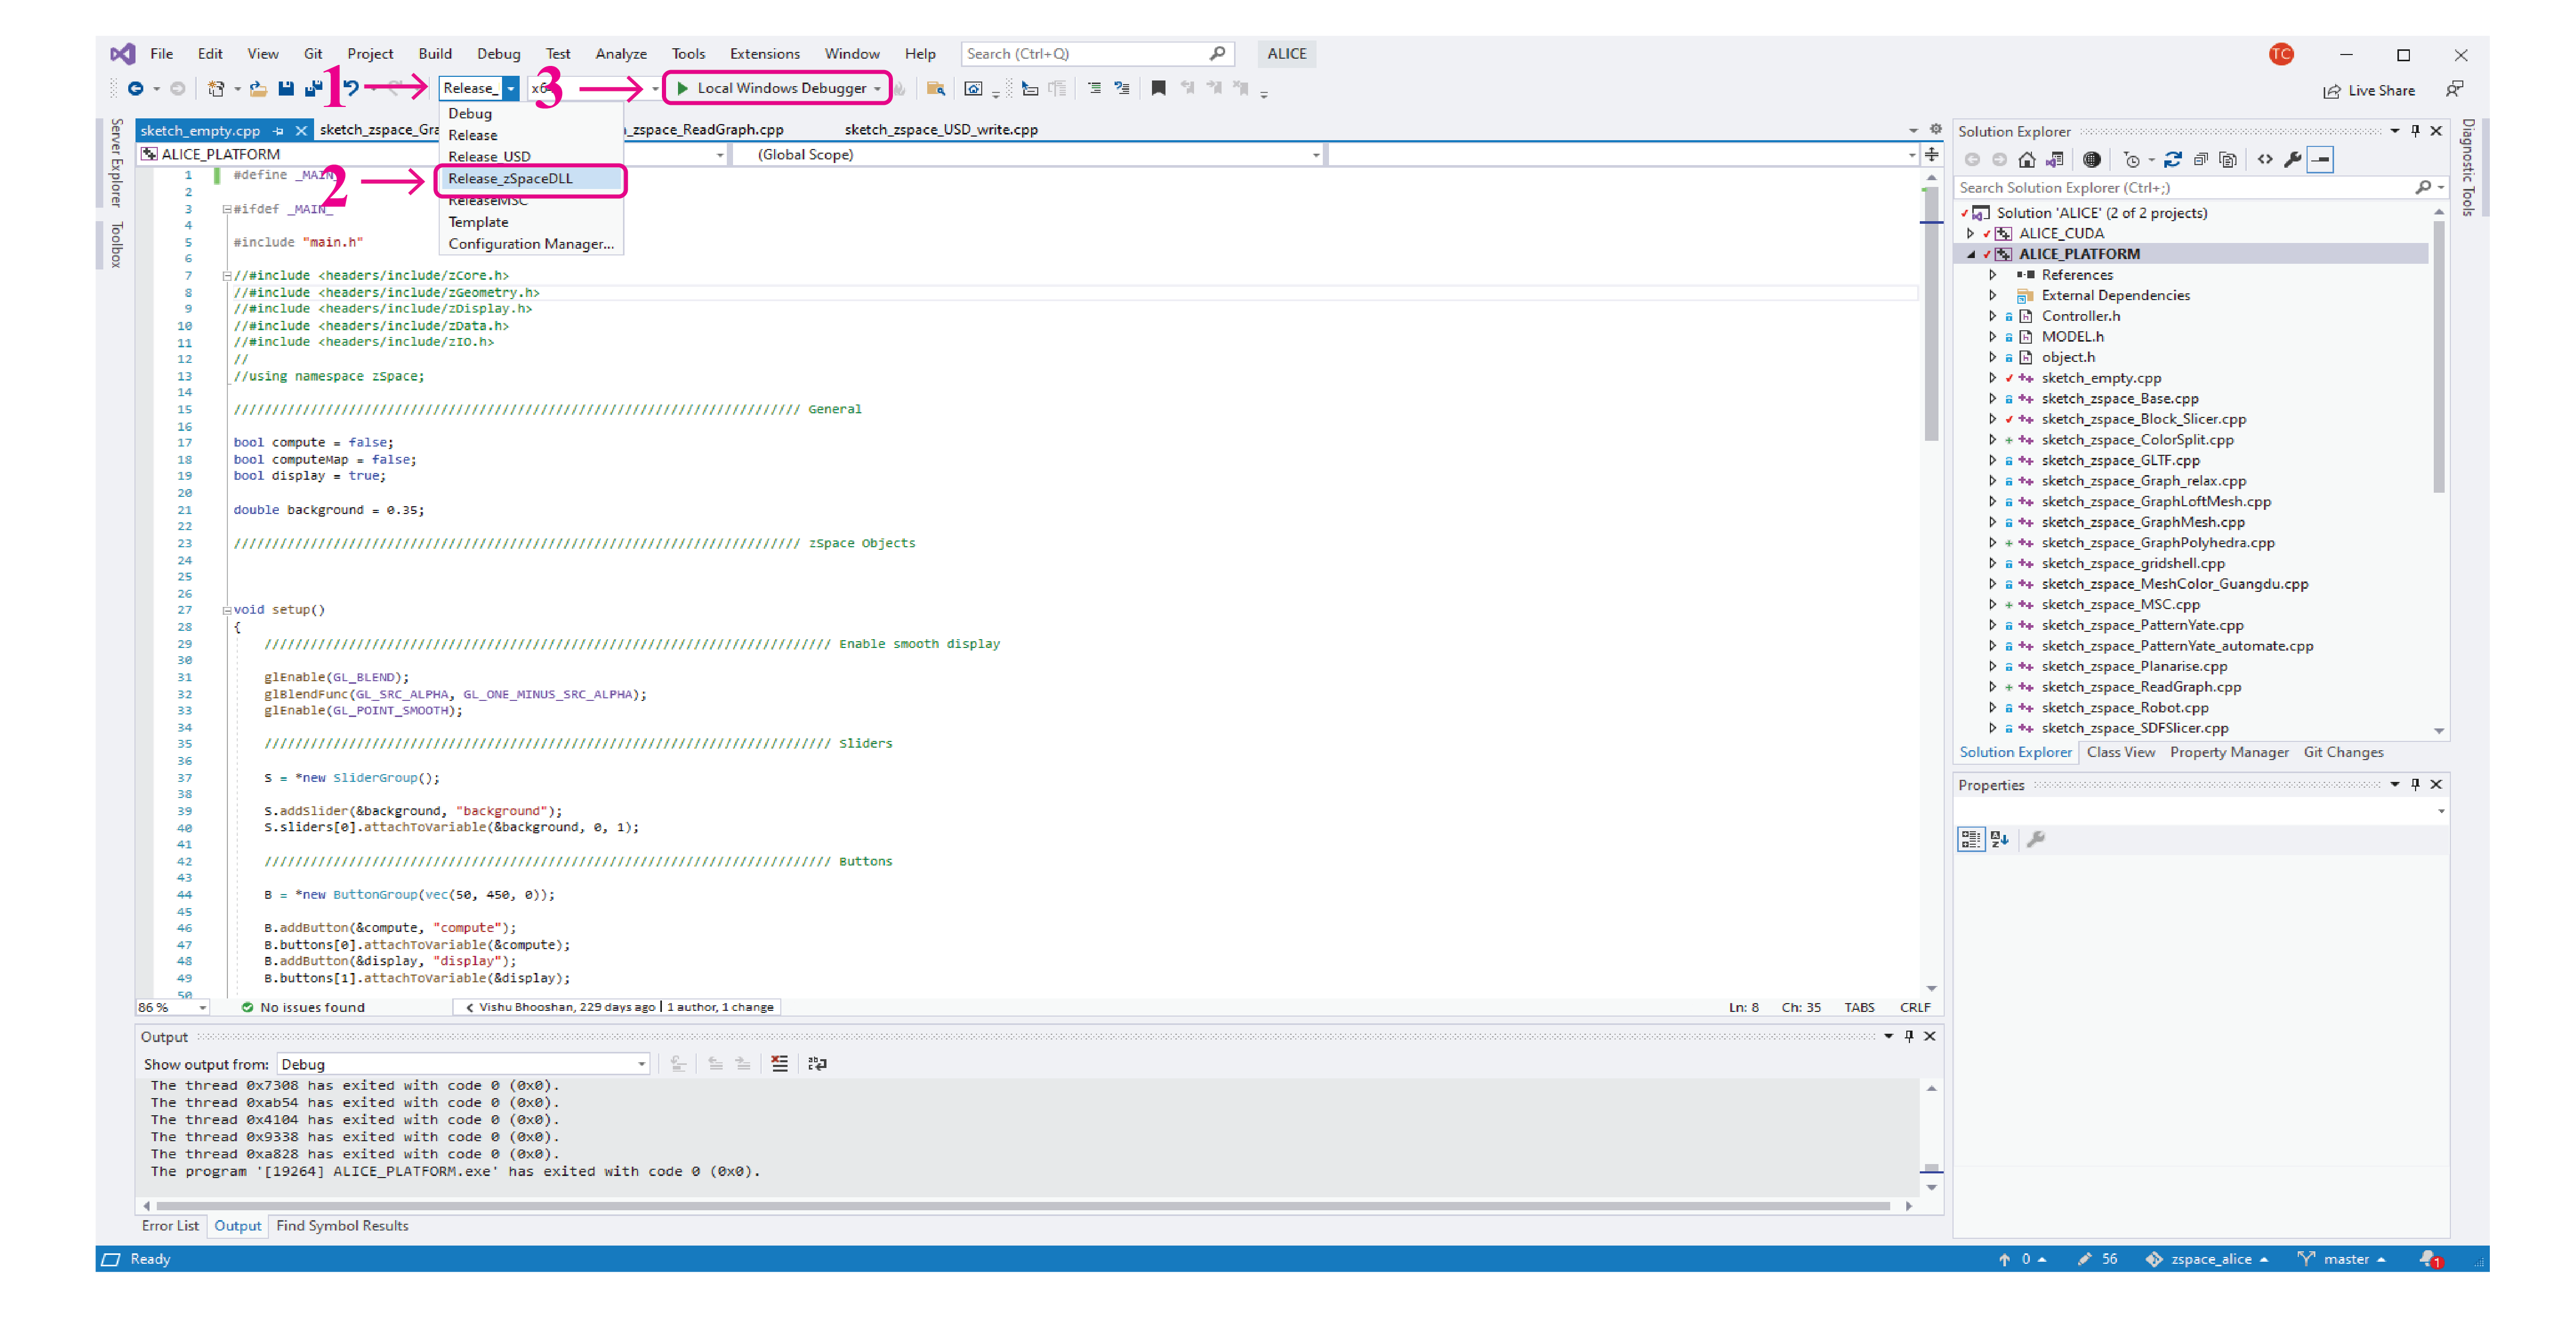 File Edit View Git Project Build Debug Test Analyze Tools Extensions Window Help Search (Ctrl+Q) ALICE TC
1 Release_ 3 Local Windows Debugger Live Share
Debug
Release
Release_USD
2 Release_zSpaceDLL
ReleaseMSC
Template
Configuration Manager...
Server Explorer
Toolbox
Diagnostic Tools
sketch_empty.cpp sketch_zspace_Gra _zspace_ReadGraph.cpp sketch_zspace_USD_write.cpp
ALICE_PLATFORM (Global Scope)
1 #define _MAIN_
2
3 #ifdef _MAIN_
4
5 #include "main.h"
6
7 //#include <headers/include/zCore.h>
8 //#include <headers/include/zGeometry.h>
9 //#include <headers/include/zDisplay.h>
10 //#include <headers/include/zData.h>
11 //#include <headers/include/zIO.h>
12 //
13 //using namespace zSpace;
14
15 ////////////////////////////////////////////////////////////////////////// General
16
17 bool compute = false;
18 bool computeMap = false;
19 bool display = true;
20
21 double background = 0.35;
22
23 ////////////////////////////////////////////////////////////////////////// zSpace Objects
24
25
26
27 void setup()
28 {
29 ////////////////////////////////////////////////////////////////////////// Enable smooth display
30
31 glEnable(GL_BLEND);
32 glBlendFunc(GL_SRC_ALPHA, GL_ONE_MINUS_SRC_ALPHA);
33 glEnable(GL_POINT_SMOOTH);
34
35 ////////////////////////////////////////////////////////////////////////// Sliders
36
37 S = *new SliderGroup();
38
39 S.addSlider(&background, "background");
40 S.sliders[0].attachToVariable(&background, 0, 1);
41
42 ////////////////////////////////////////////////////////////////////////// Buttons
43
44 B = *new ButtonGroup(vec(50, 450, 0));
45
46 B.addButton(&compute, "compute");
47 B.buttons[0].attachToVariable(&compute);
48 B.addButton(&display, "display");
49 B.buttons[1].attachToVariable(&display);
50
86 % No issues found Vishu Bhooshan, 229 days ago | 1 author, 1 change Ln: 8 Ch: 35 TABS CRLF
Output
Show output from: Debug
The thread 0x7308 has exited with code 0 (0x0).
The thread 0xab54 has exited with code 0 (0x0).
The thread 0x4104 has exited with code 0 (0x0).
The thread 0x9338 has exited with code 0 (0x0).
The thread 0xa828 has exited with code 0 (0x0).
The program '[19264] ALICE_PLATFORM.exe' has exited with code 0 (0x0).
Error List Output Find Symbol Results
Solution Explorer
Search Solution Explorer (Ctrl+;)
Solution 'ALICE' (2 of 2 projects)
ALICE_CUDA
ALICE_PLATFORM
References
External Dependencies
Controller.h
MODEL.h
object.h
sketch_empty.cpp
sketch_zspace_Base.cpp
sketch_zspace_Block_Slicer.cpp
sketch_zspace_ColorSplit.cpp
sketch_zspace_GLTF.cpp
sketch_zspace_Graph_relax.cpp
sketch_zspace_GraphLoftMesh.cpp
sketch_zspace_GraphMesh.cpp
sketch_zspace_GraphPolyhedra.cpp
sketch_zspace_gridshell.cpp
sketch_zspace_MeshColor_Guangdu.cpp
sketch_zspace_MSC.cpp
sketch_zspace_PatternYate.cpp
sketch_zspace_PatternYate_automate.cpp
sketch_zspace_Planarise.cpp
sketch_zspace_ReadGraph.cpp
sketch_zspace_Robot.cpp
sketch_zspace_SDFSlicer.cpp
Solution Explorer Class View Property Manager Git Changes
Properties
Ready 0 56 zspace_alice master 1